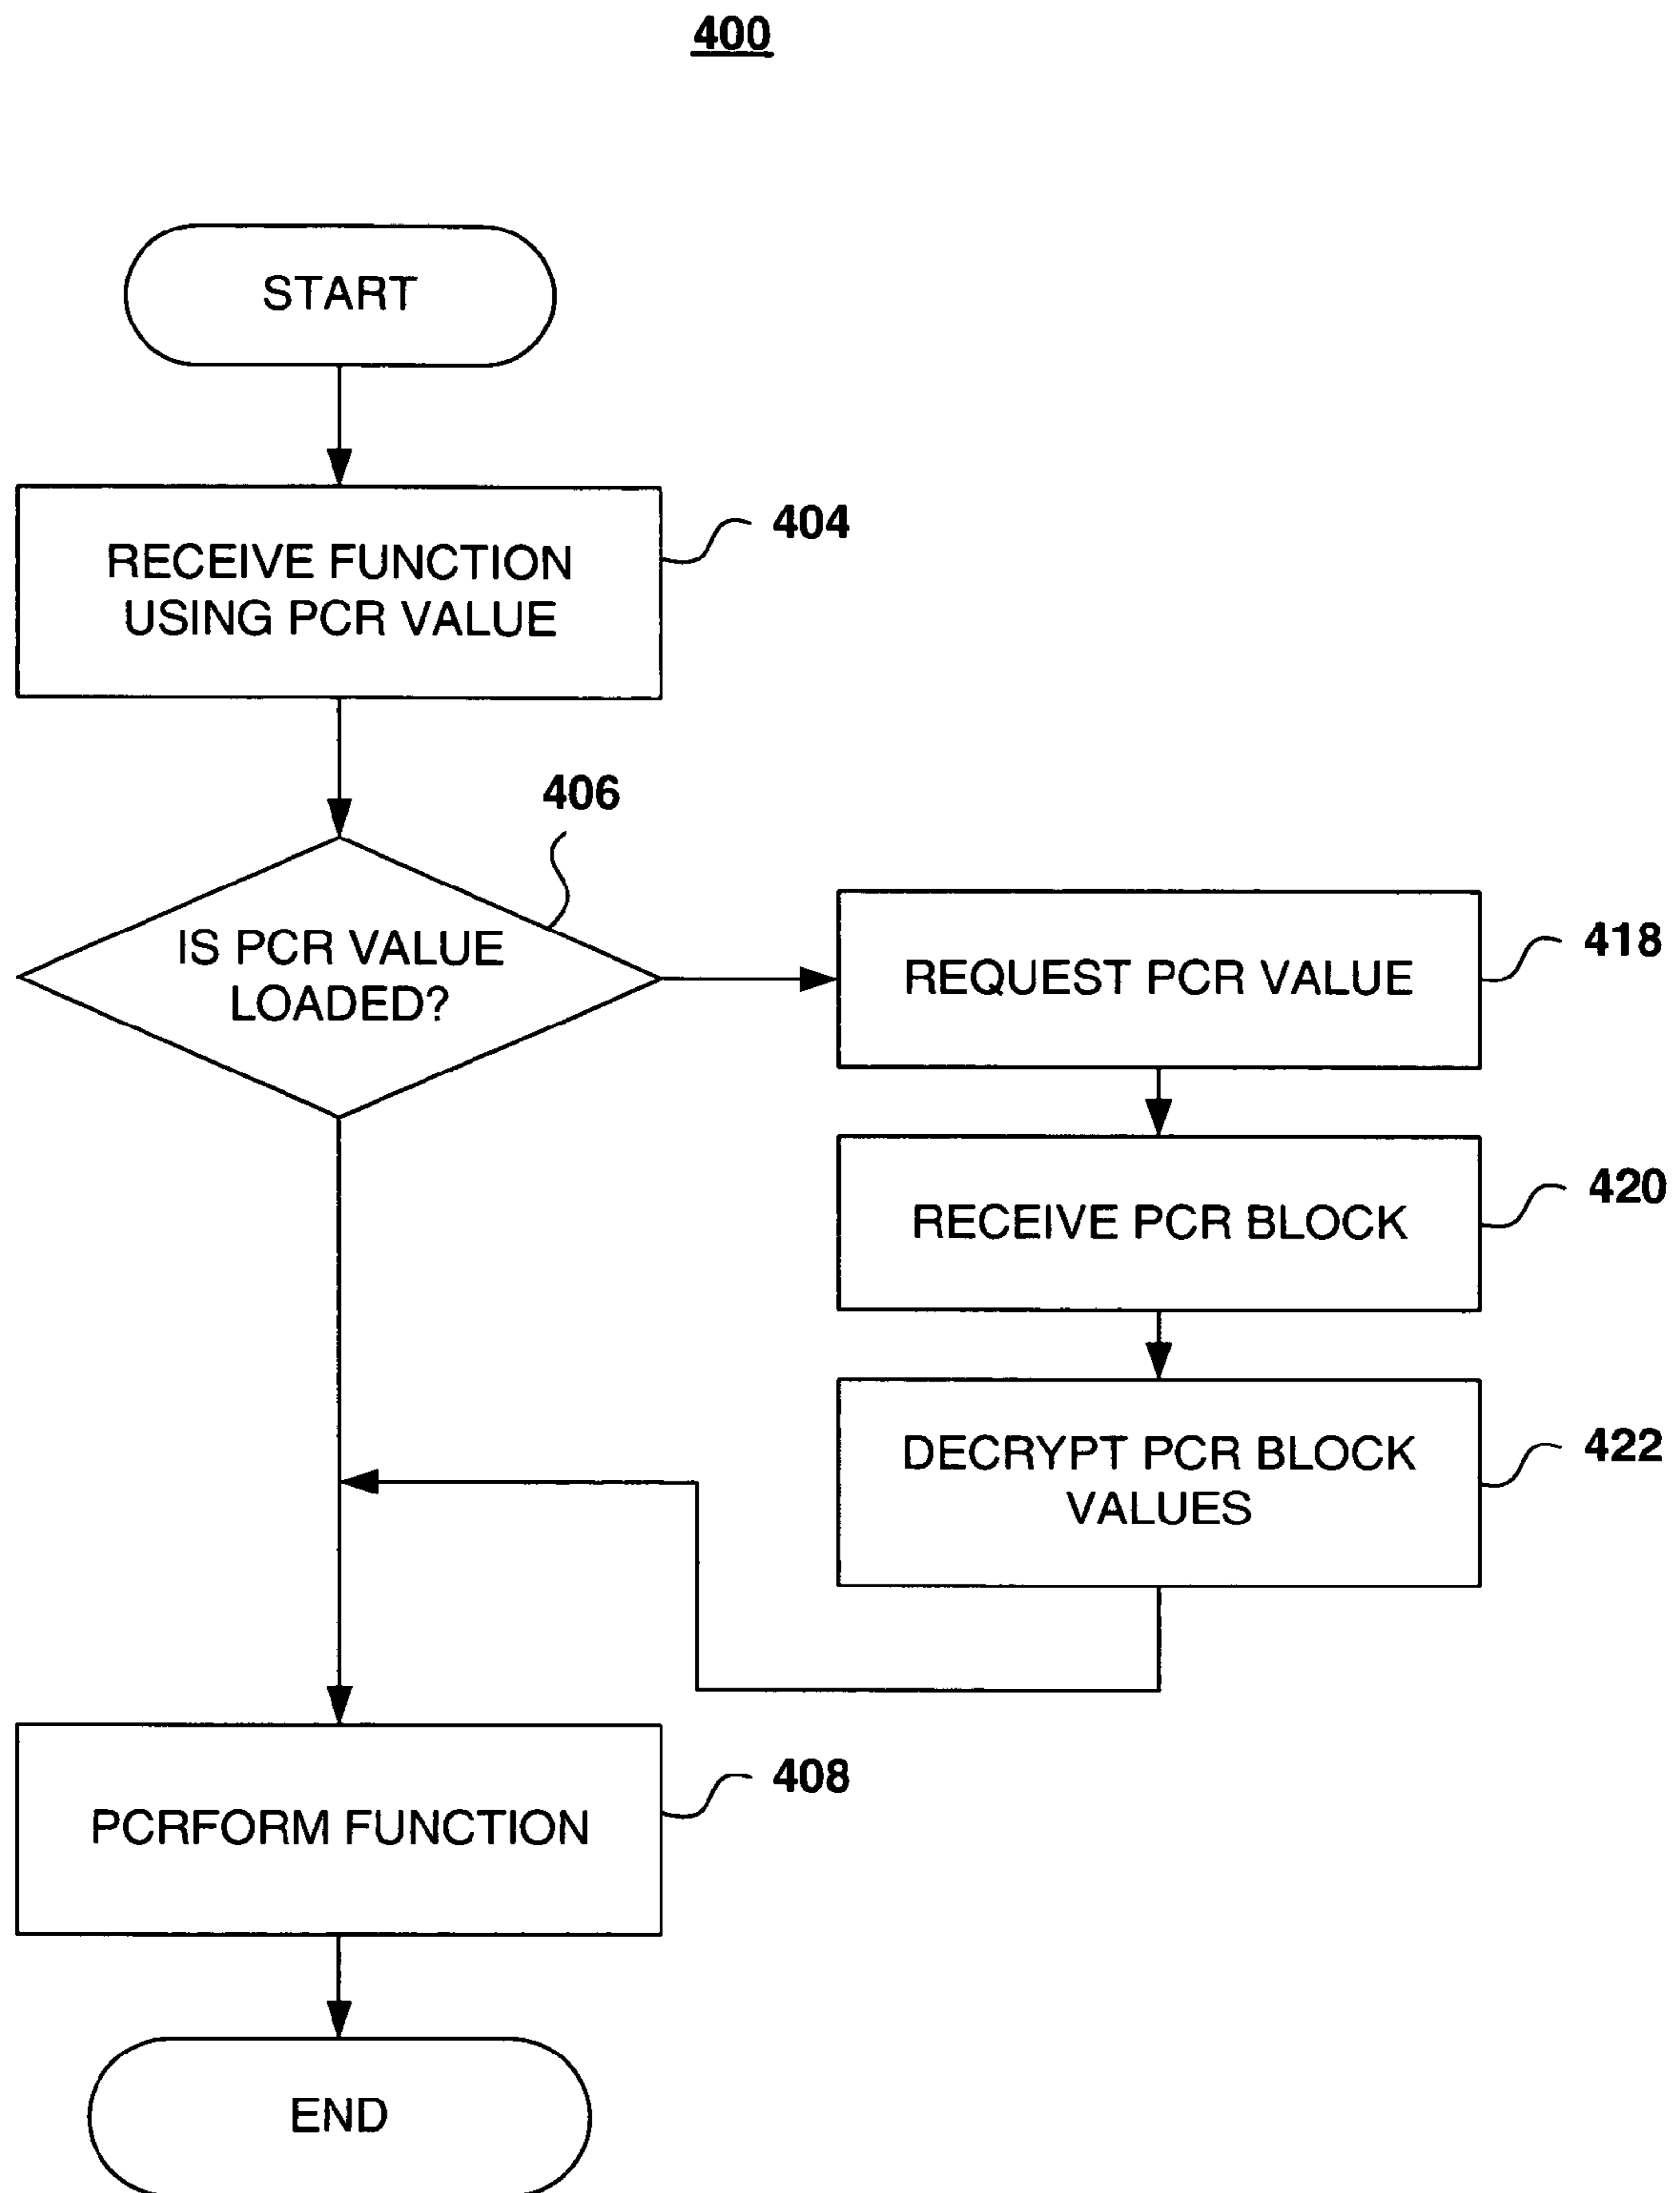 400
START
RECEIVE FUNCTION
USING PCR VALUE
404
406
IS PCR VALUE
LOADED?
REQUEST PCR VALUE
418
RECEIVE PCR BLOCK
420
DECRYPT PCR BLOCK
VALUES
422
PCRFORM FUNCTION
408
END